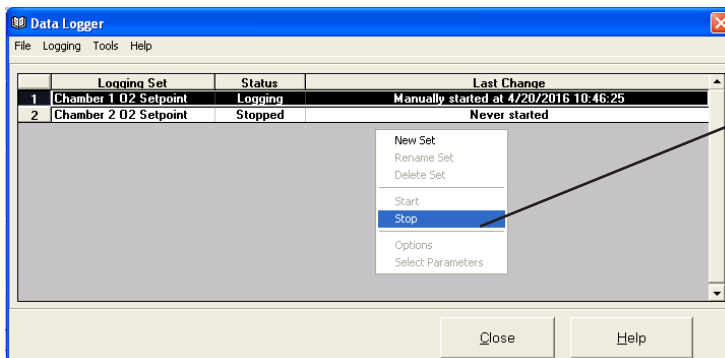 Data Logger
File Logging Tools Help
Logging Set Status Last Change
1 Chamber 1 O2 Setpoint Logging Manually started at 4/20/2016 10:46:25
2 Chamber 2 O2 Setpoint Stopped Never started
New Set
Rename Set
Delete Set
Start
Stop
Options
Select Parameters
Close Help